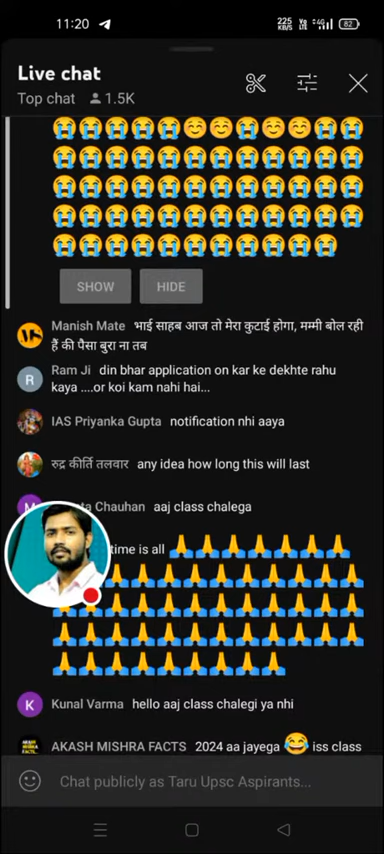 11:20
225 KB/S 4G 82
Live chat
Top chat 1.5K
😭😭😭😭😭☺️☺️😭☺️☺️😭😭
😭😭😭😭😭😭😭😭😭😭😭😭
😭😭😭😭😭😭😭😭😭😭😭😭
😭😭😭😭😭😭😭😭😭😭😭😭
😭😭😭😭😭😭😭😭😭😭😭
SHOW HIDE
Manish Mate भाई साहब आज तो मेरा कुटाई होगा, मम्मी बोल रही
हैं की पैसा बुरा ना तब
R Ram Ji din bhar application on kar ke dekhte rahu
kaya ....or koi kam nahi hai...
IAS Priyanka Gupta notification nhi aaya
रुद्र कीर्ति तलवार any idea how long this will last
Chauhan aaj class chalega
time is all 🙏🙏🙏🙏🙏🙏🙏
🙏🙏🙏🙏🙏🙏🙏🙏🙏🙏
🙏🙏🙏🙏🙏🙏🙏🙏🙏🙏🙏🙏
🙏🙏🙏🙏🙏🙏🙏🙏🙏🙏🙏🙏
🙏🙏🙏🙏🙏🙏🙏🙏🙏
K Kunal Varma hello aaj class chalegi ya nhi
AKASH MISHRA FACTS 2024 aa jayega 😂 iss class
Chat publicly as Taru Upsc Aspirants...